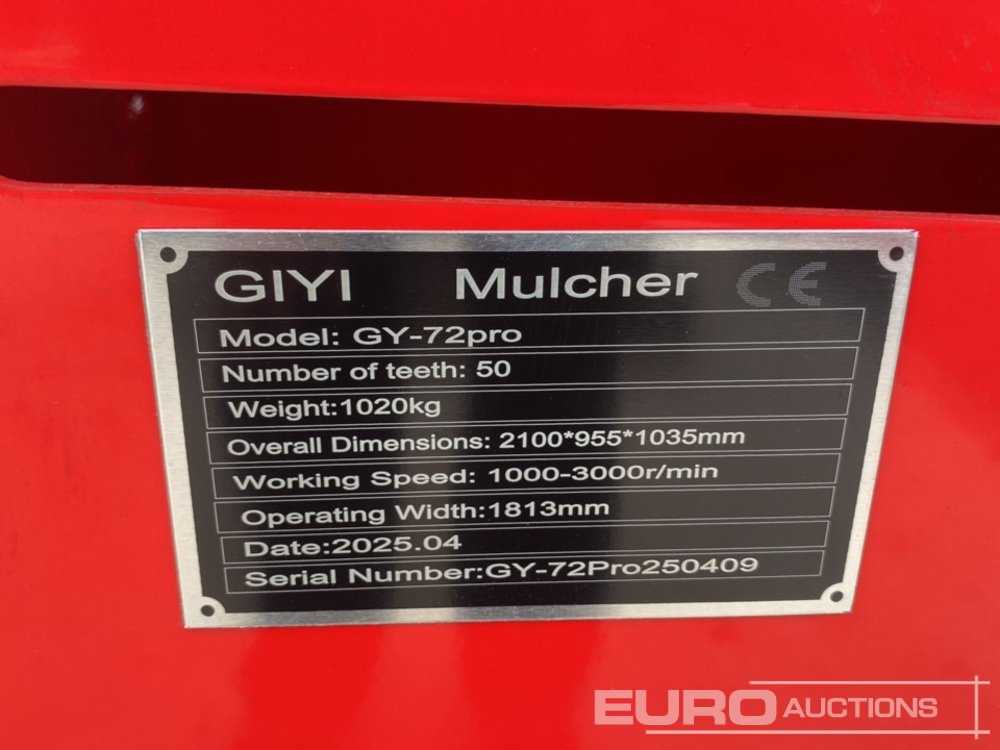 GIYI Mulcher CE
Model: GY-72pro
Number of teeth: 50
Weight:1020kg
Overall Dimensions: 2100*955*1035mm
Working Speed: 1000-3000r/min
Operating Width:1813mm
Date:2025.04
Serial Number:GY-72Pro250409
EURO AUCTIONS